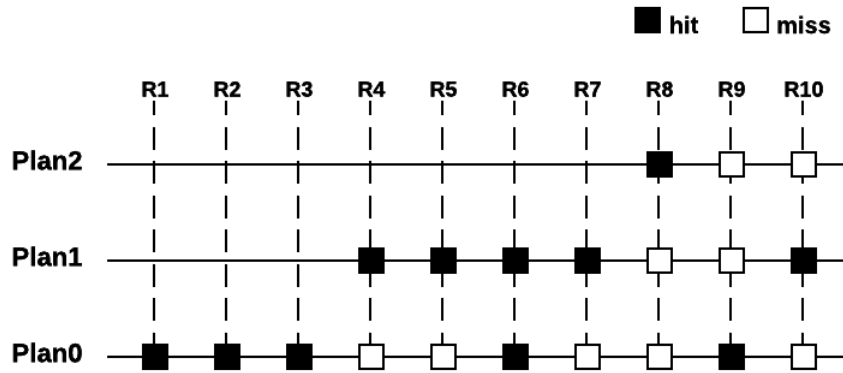 hit miss
R1 R2 R3 R4 R5 R6 R7 R8 R9 R10
Plan2
Plan1
Plan0